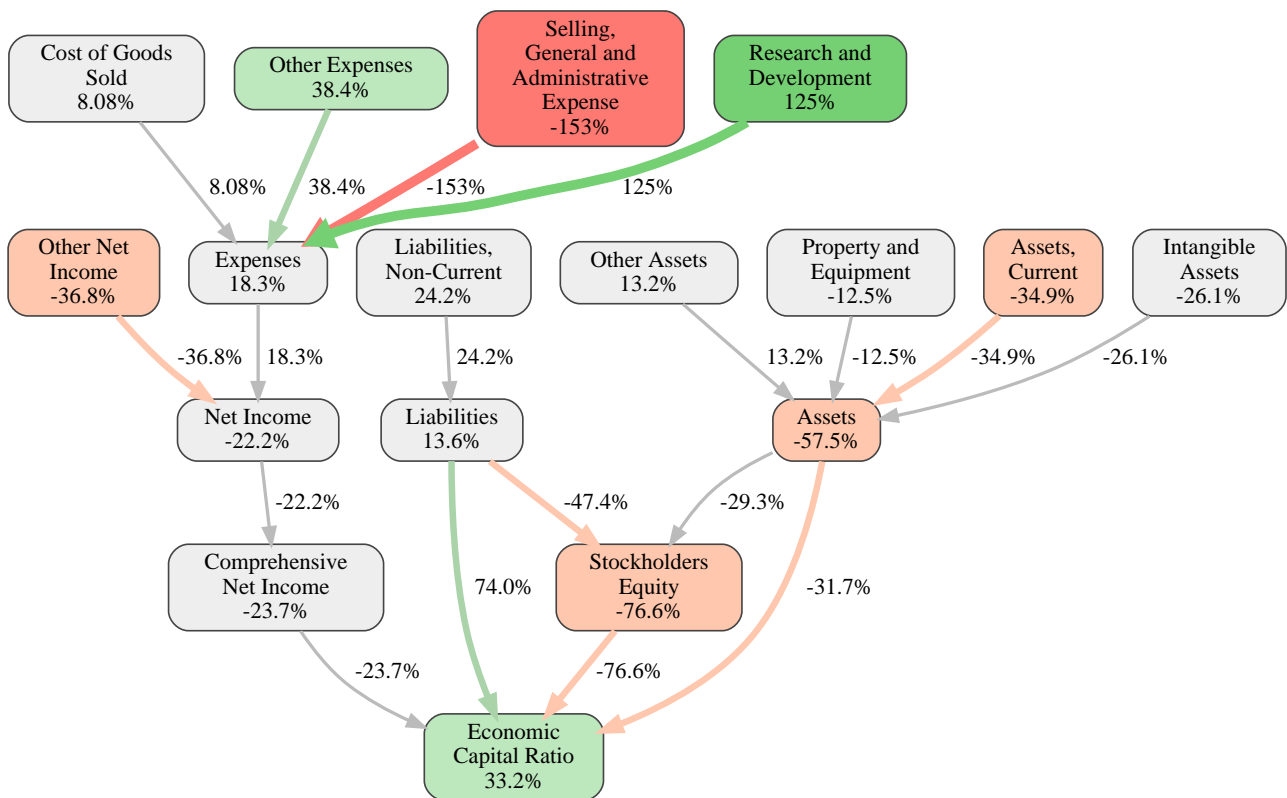 Cost of Goods
Sold
8.08%
Other Expenses
38.4%
Selling,
General and
Administrative
Expense
-153%
Research and
Development
125%
8.08%
38.4%
-153%
125%
Other Net
Income
-36.8%
Expenses
18.3%
Liabilities,
Non-Current
24.2%
Other Assets
13.2%
Property and
Equipment
-12.5%
Assets,
Current
-34.9%
Intangible
Assets
-26.1%
-36.8%
18.3%
24.2%
13.2%
-12.5%
-34.9%
-26.1%
Net Income
-22.2%
Liabilities
13.6%
Assets
-57.5%
-22.2%
-47.4%
-29.3%
Comprehensive
Net Income
-23.7%
74.0%
Stockholders
Equity
-76.6%
-31.7%
-23.7%
-76.6%
Economic
Capital Ratio
33.2%